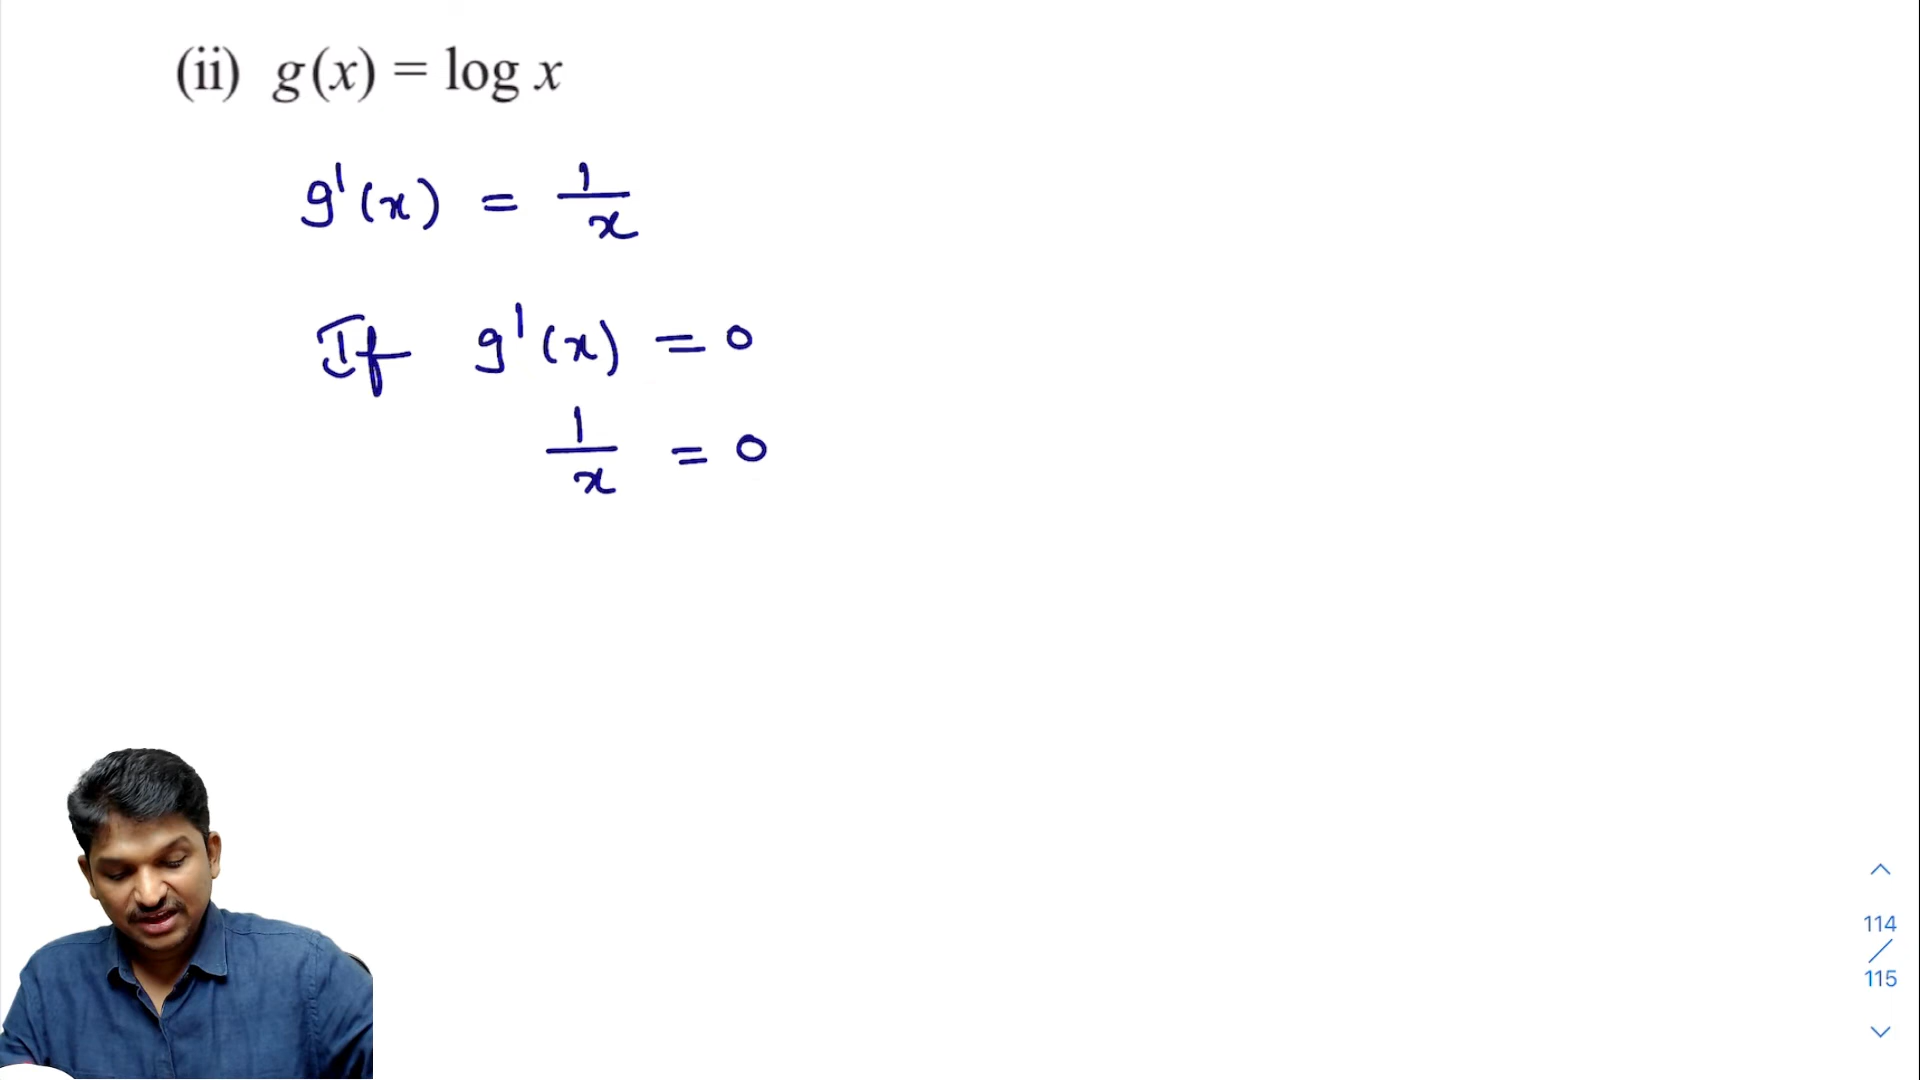 (ii) g(x) = log x
g'(x) = 1/x
If g'(x) = 0
1/x = 0
114
/
115